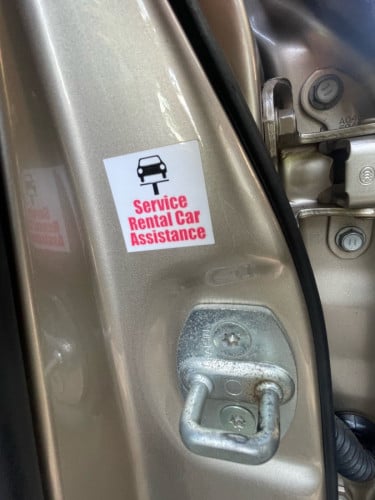 Service
Rental Car
Assistance